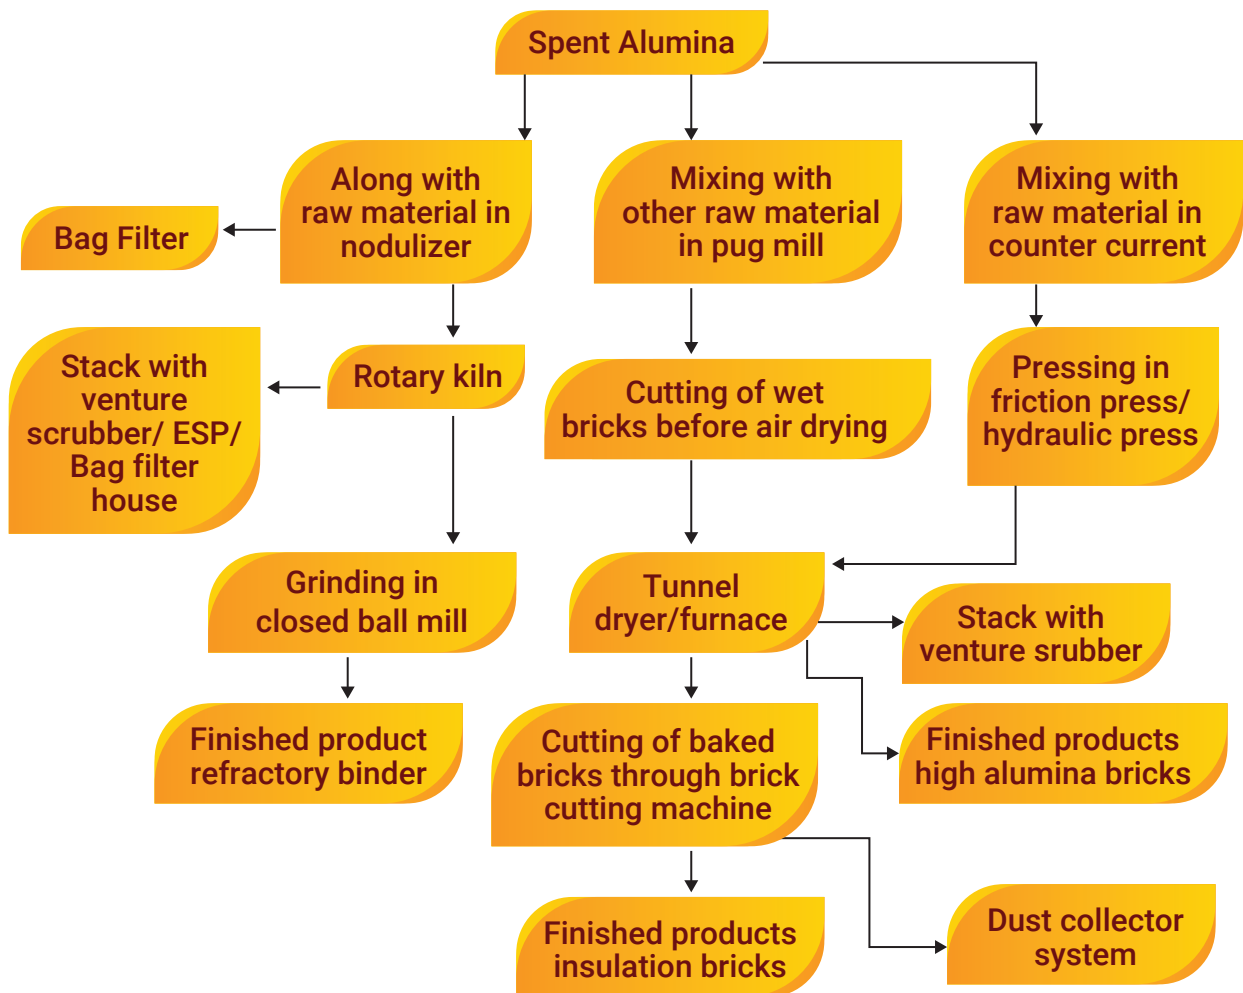 Spent Alumina
Along with
raw material in
nodulizer
Mixing with
other raw material
in pug mill
Mixing with
raw material in
counter current
Bag Filter
Stack with
venture
scrubber/ ESP/
Bag filter
house
Rotary kiln
Cutting of wet
bricks before air drying
Pressing in
friction press/
hydraulic press
Grinding in
closed ball mill
Tunnel
dryer/furnace
Stack with
venture srubber
Finished product
refractory binder
Cutting of baked
bricks through brick
cutting machine
Finished products
high alumina bricks
Finished products
insulation bricks
Dust collector
system